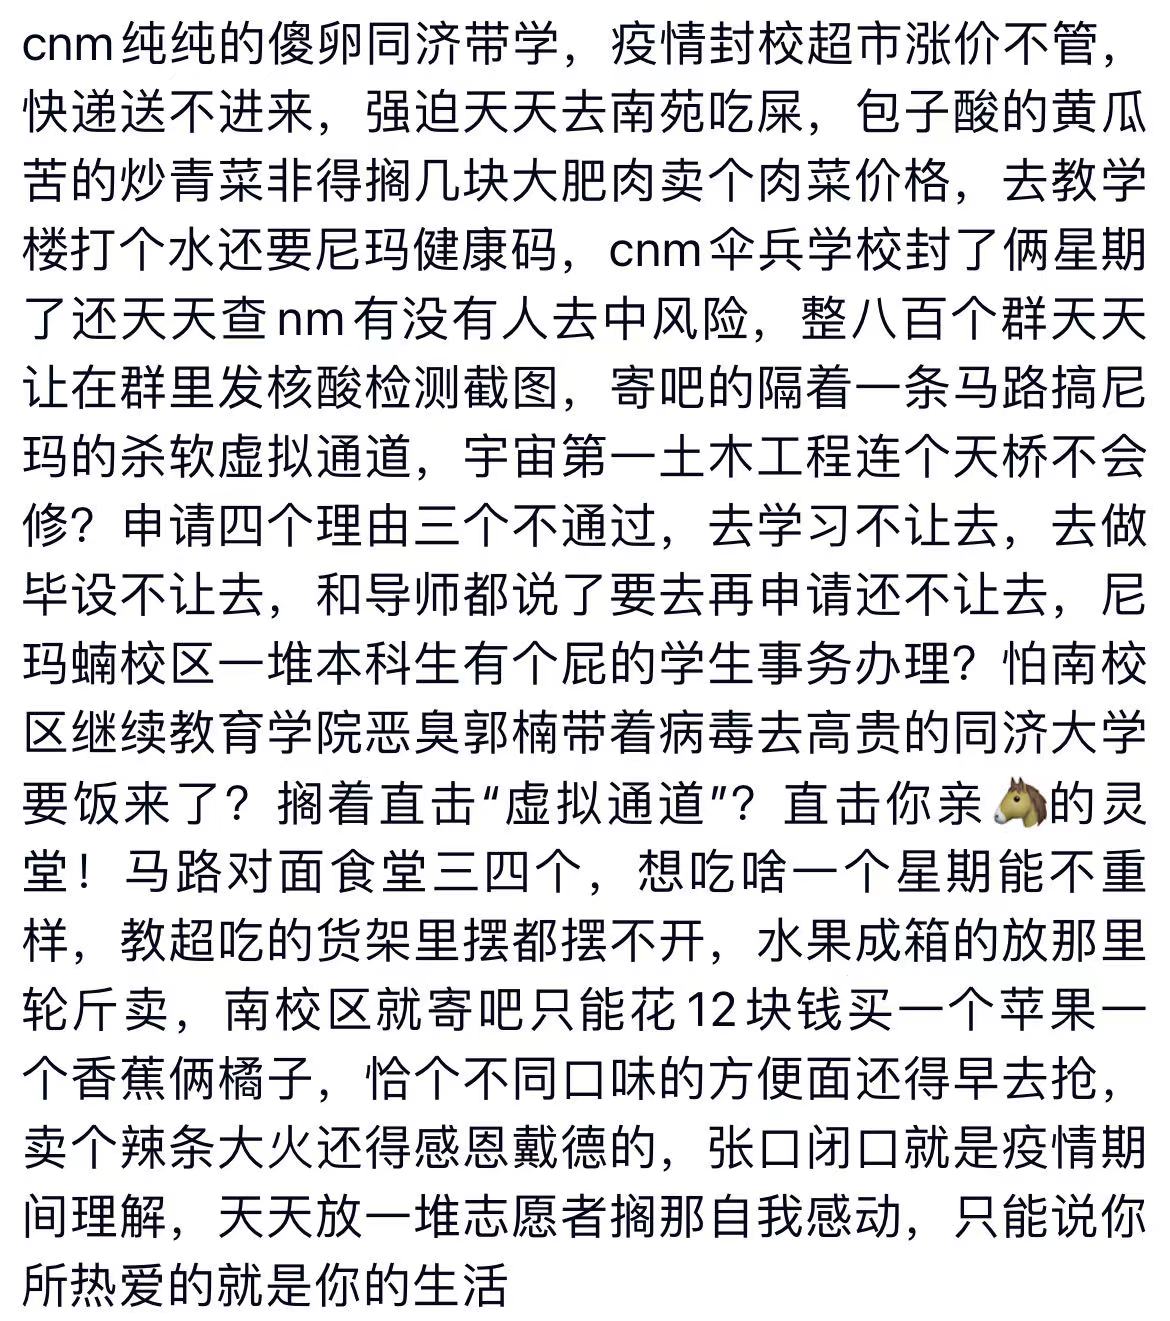 cnm纯纯的傻卵同济带学，疫情封校超市涨价不管，
快递送不进来，强迫天天去南苑吃屎，包子酸的黄瓜
苦的炒青菜非得搁几块大肥肉卖个肉菜价格，去教学
楼打个水还要尼玛健康码，cnm伞兵学校封了俩星期
了还天天查nm有没有人去中风险，整八百个群天天
让在群里发核酸检测截图，寄吧的隔着一条马路搞尼
玛的杀软虚拟通道，宇宙第一土木工程连个天桥不会
修？申请四个理由三个不通过，去学习不让去，去做
毕设不让去，和导师都说了要去再申请还不让去，尼
玛蝻校区一堆本科生有个屁的学生事务办理？怕南校
区继续教育学院恶臭郭楠带着病毒去高贵的同济大学
要饭来了？搁着直击“虚拟通道”？直击你亲🐴的灵
堂！马路对面食堂三四个，想吃啥一个星期能不重
样，教超吃的货架里摆都摆不开，水果成箱的放那里
轮斤卖，南校区就寄吧只能花12块钱买一个苹果一
个香蕉俩橘子，恰个不同口味的方便面还得早去抢，
卖个辣条大火还得感恩戴德的，张口闭口就是疫情期
间理解，天天放一堆志愿者搁那自我感动，只能说你
所热爱的就是你的生活